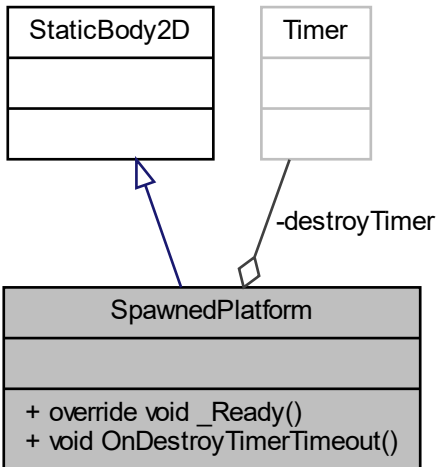 StaticBody2D
Timer
-destroyTimer
SpawnedPlatform
+ override void _Ready()
+ void OnDestroyTimerTimeout()